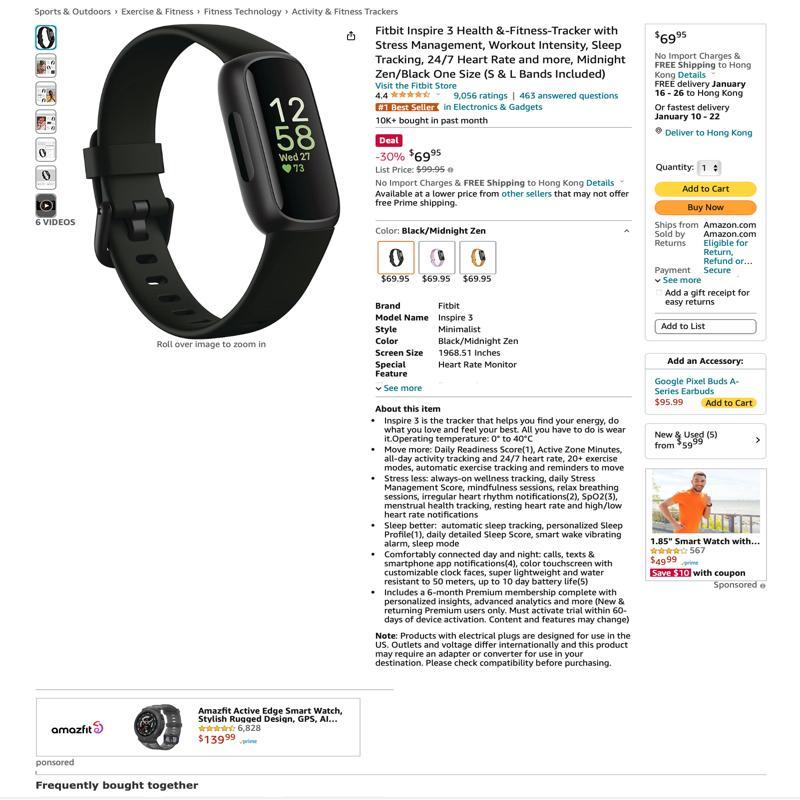 Sports & Outdoors › Exercise & Fitness › Fitness Technology › Activity & Fitness Trackers
12
58
Wed 27
73
6 VIDEOS
Roll over image to zoom in
Fitbit Inspire 3 Health &-Fitness-Tracker with
Stress Management, Workout Intensity, Sleep
Tracking, 24/7 Heart Rate and more, Midnight
Zen/Black One Size (S & L Bands Included)
Visit the Fitbit Store
4.4 9,056 ratings | 463 answered questions
#1 Best Seller in Electronics & Gadgets
10K+ bought in past month
Deal
-30% $69⁹⁵
List Price: $99.95
No Import Charges & FREE Shipping to Hong Kong Details
Available at a lower price from other sellers that may not offer
free Prime shipping.
Color: Black/Midnight Zen
$69.95 $69.95 $69.95
Brand Fitbit
Model Name Inspire 3
Style Minimalist
Color Black/Midnight Zen
Screen Size 1968.51 Inches
Special Heart Rate Monitor
Feature
See more
About this item
• Inspire 3 is the tracker that helps you find your energy, do
what you love and feel your best. All you have to do is wear
it.Operating temperature: 0° to 40°C
• Move more: Daily Readiness Score(1), Active Zone Minutes,
all-day activity tracking and 24/7 heart rate, 20+ exercise
modes, automatic exercise tracking and reminders to move
• Stress less: always-on wellness tracking, daily Stress
Management Score, mindfulness sessions, relax breathing
sessions, irregular heart rhythm notifications(2), SpO2(3),
menstrual health tracking, resting heart rate and high/low
heart rate notifications
• Sleep better: automatic sleep tracking, personalized Sleep
Profile(1), daily detailed Sleep Score, smart wake vibrating
alarm, sleep mode
• Comfortably connected day and night: calls, texts &
smartphone app notifications(4), color touchscreen with
customizable clock faces, super lightweight and water
resistant to 50 meters, up to 10 day battery life(5)
• Includes a 6-month Premium membership complete with
personalized insights, advanced analytics and more (New &
returning Premium users only. Must activate trial within 60-
days of device activation. Content and features may change)
Note: Products with electrical plugs are designed for use in the
US. Outlets and voltage differ internationally and this product
may require an adapter or converter for use in your
destination. Please check compatibility before purchasing.
$69⁹⁵
No Import Charges &
FREE Shipping to Hong
Kong Details
FREE delivery January
16 - 26 to Hong Kong
Or fastest delivery
January 10 - 22
Deliver to Hong Kong
Quantity: 1
Add to Cart
Buy Now
Ships from Amazon.com
Sold by Amazon.com
Returns Eligible for
Return,
Refund or...
Payment Secure
See more
Add a gift receipt for
easy returns
Add to List
Add an Accessory:
Google Pixel Buds A-
Series Earbuds
$95.99 Add to Cart
New & Used (5)
from $59⁹⁹
1.85" Smart Watch with...
567
$49⁹⁹ prime
Save $10 with coupon
Sponsored
amazfit
Amazfit Active Edge Smart Watch,
Stylish Rugged Design, GPS, AI...
6,828
$139⁹⁹ prime
ponsored
Frequently bought together